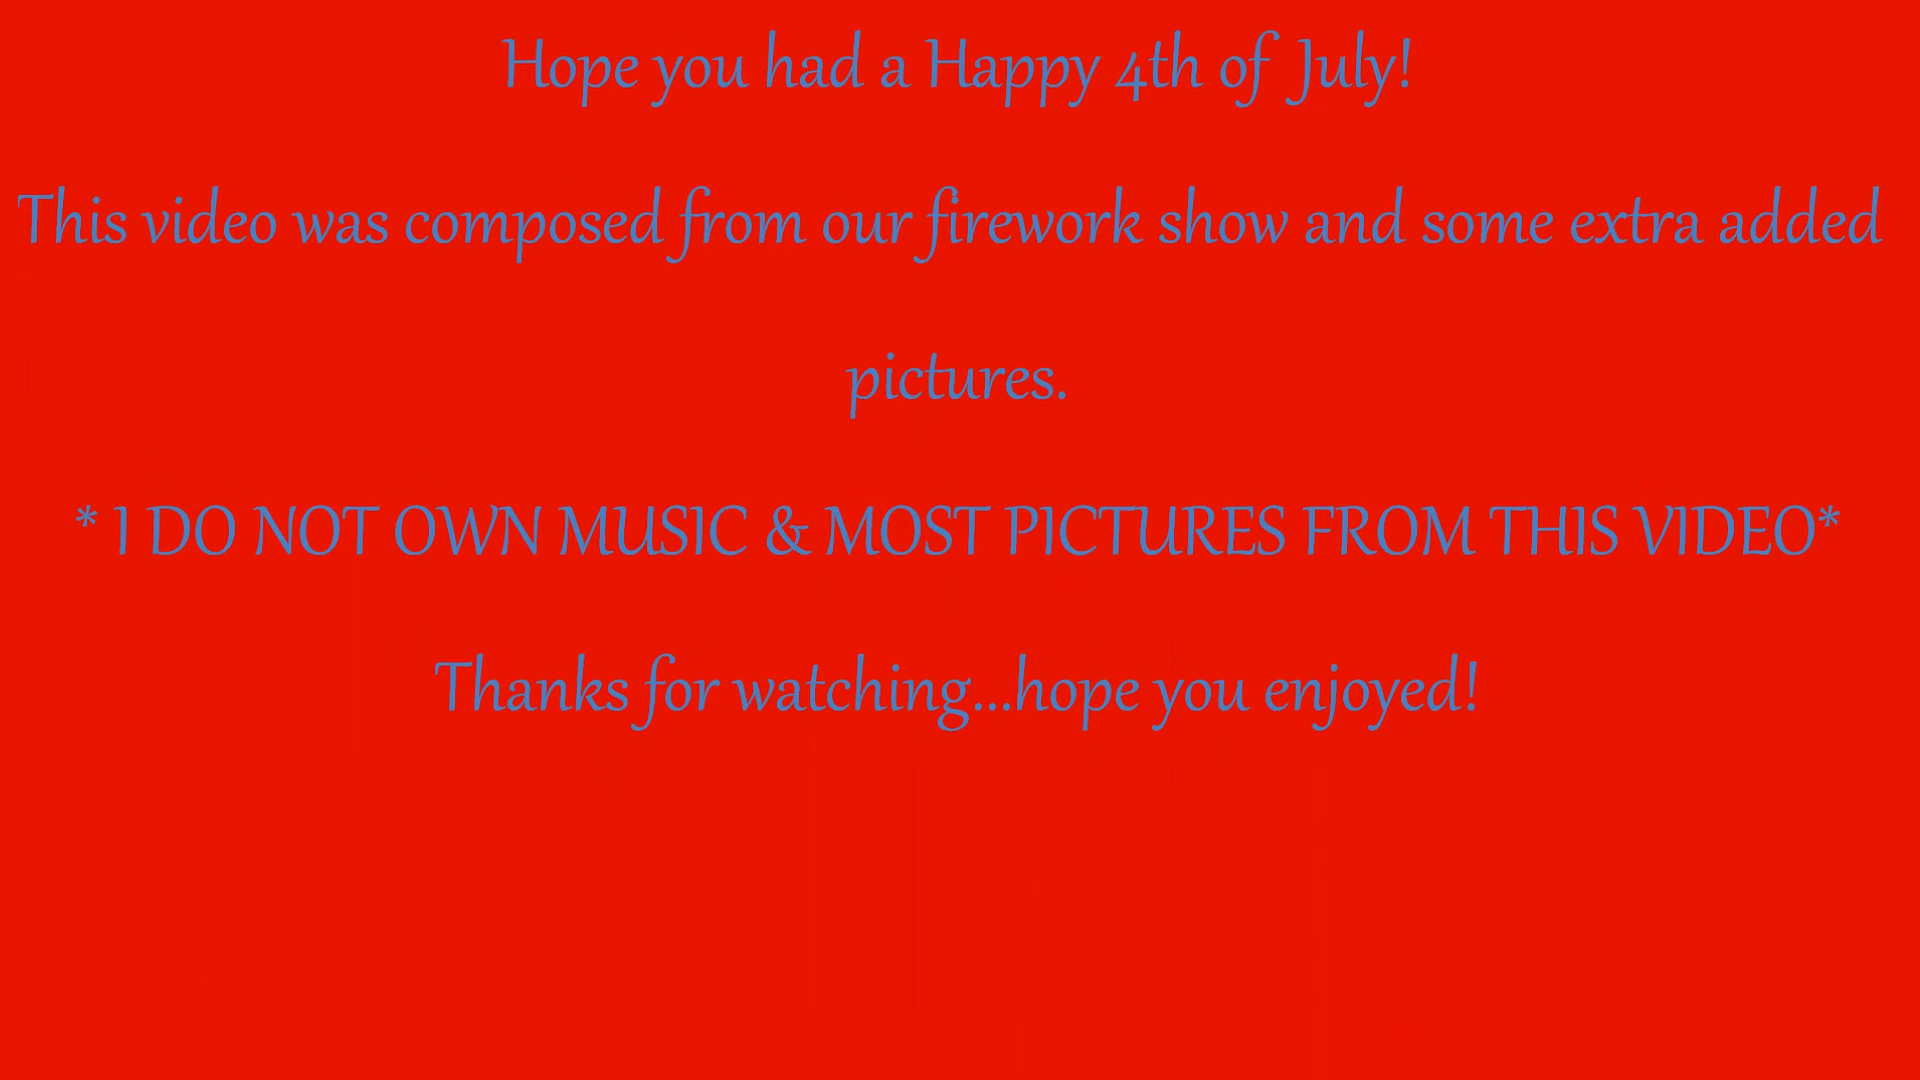 Hope you had a Happy 4th of July!
This video was composed from our firework show and some extra added
pictures.
* I DO NOT OWN MUSIC & MOST PICTURES FROM THIS VIDEO*
Thanks for watching...hope you enjoyed!